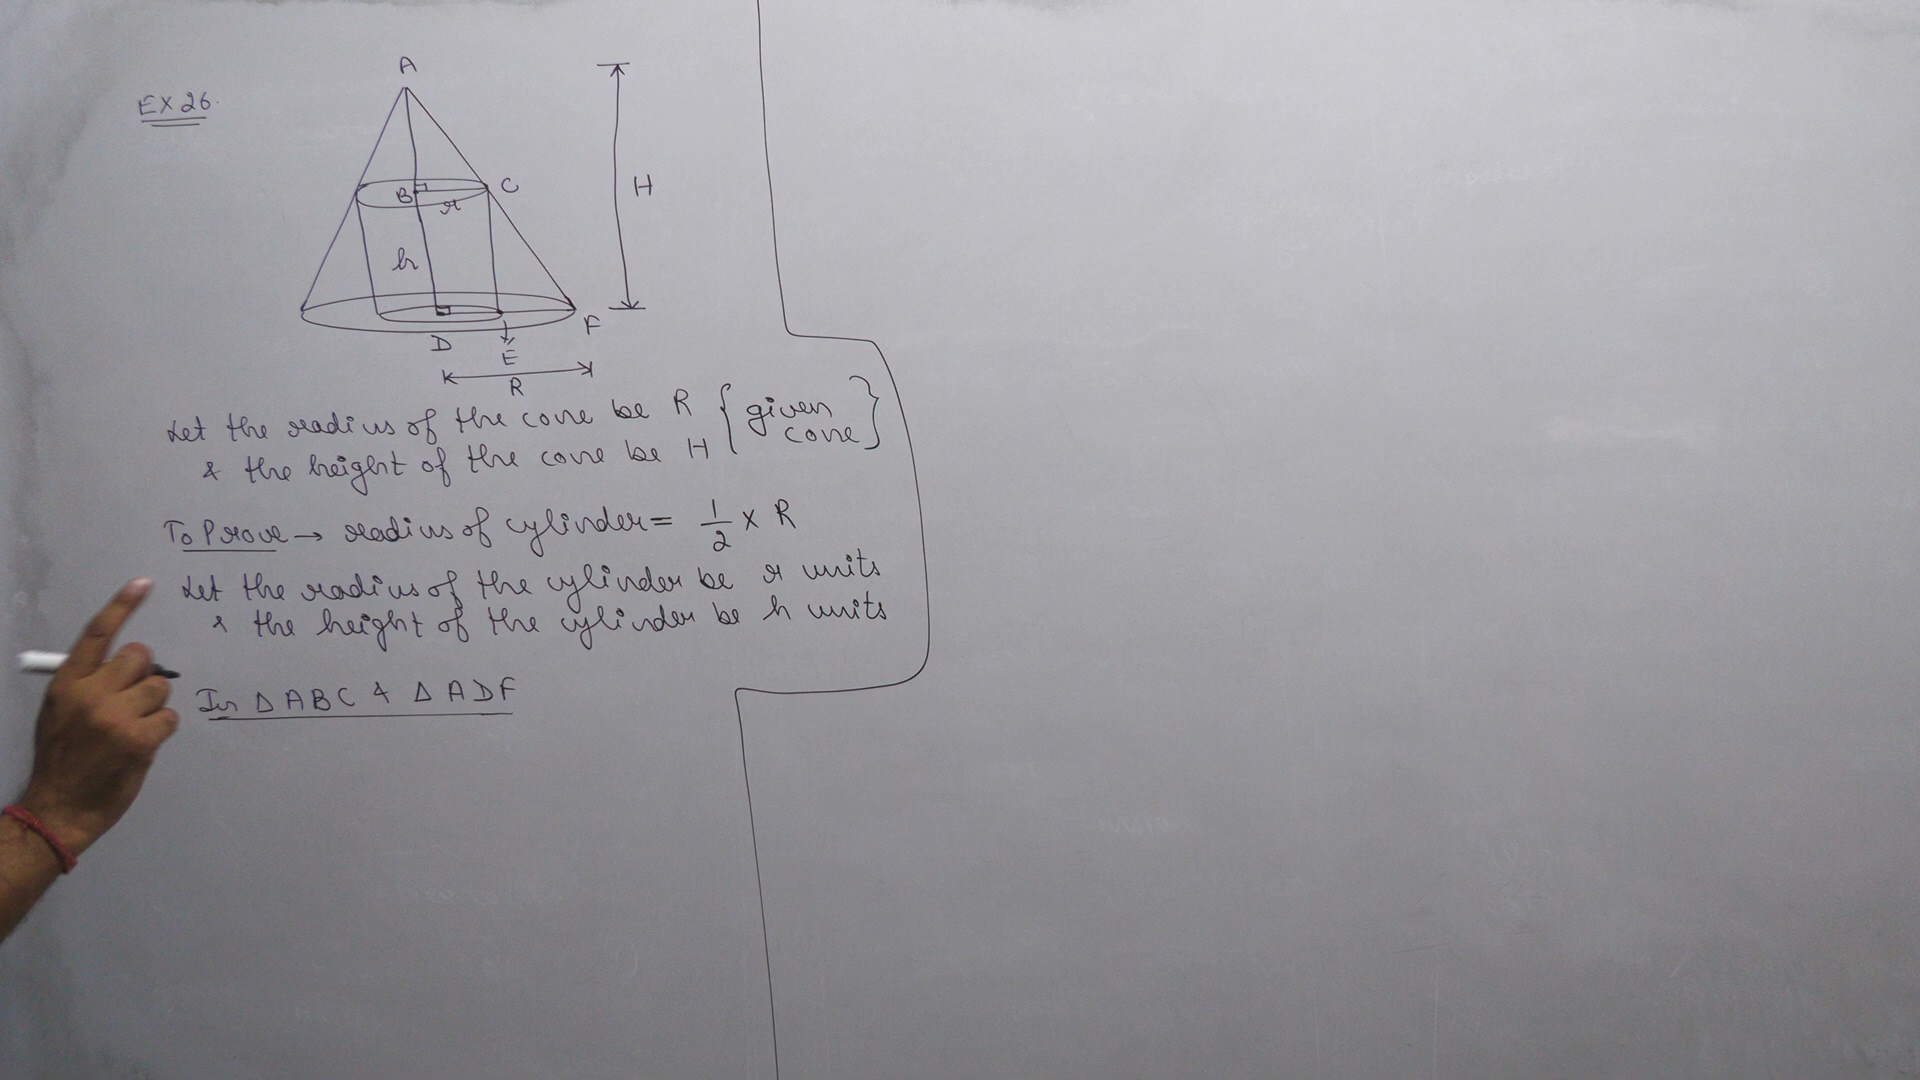 EX 26.
A
B
C
r
H
h
D
E
F
R
Let the radius of the cone be R { given cone }
& the height of the cone be H
To Prove → radius of cylinder = 1/2 × R
Let the radius of the cylinder be r units
& the height of the cylinder be h units
In Δ ABC & Δ ADF